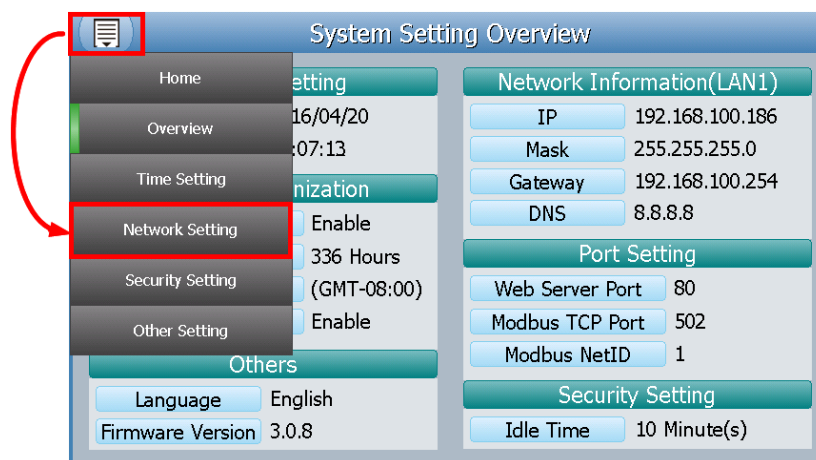 System Setting Overview
Home
Overview
Time Setting
Network Setting
Security Setting
Other Setting
etting
16/04/20
:07:13
nization
Enable
336 Hours
(GMT-08:00)
Enable
Others
Language English
Firmware Version 3.0.8
Network Information(LAN1)
IP 192.168.100.186
Mask 255.255.255.0
Gateway 192.168.100.254
DNS 8.8.8.8
Port Setting
Web Server Port 80
Modbus TCP Port 502
Modbus NetID 1
Security Setting
Idle Time 10 Minute(s)